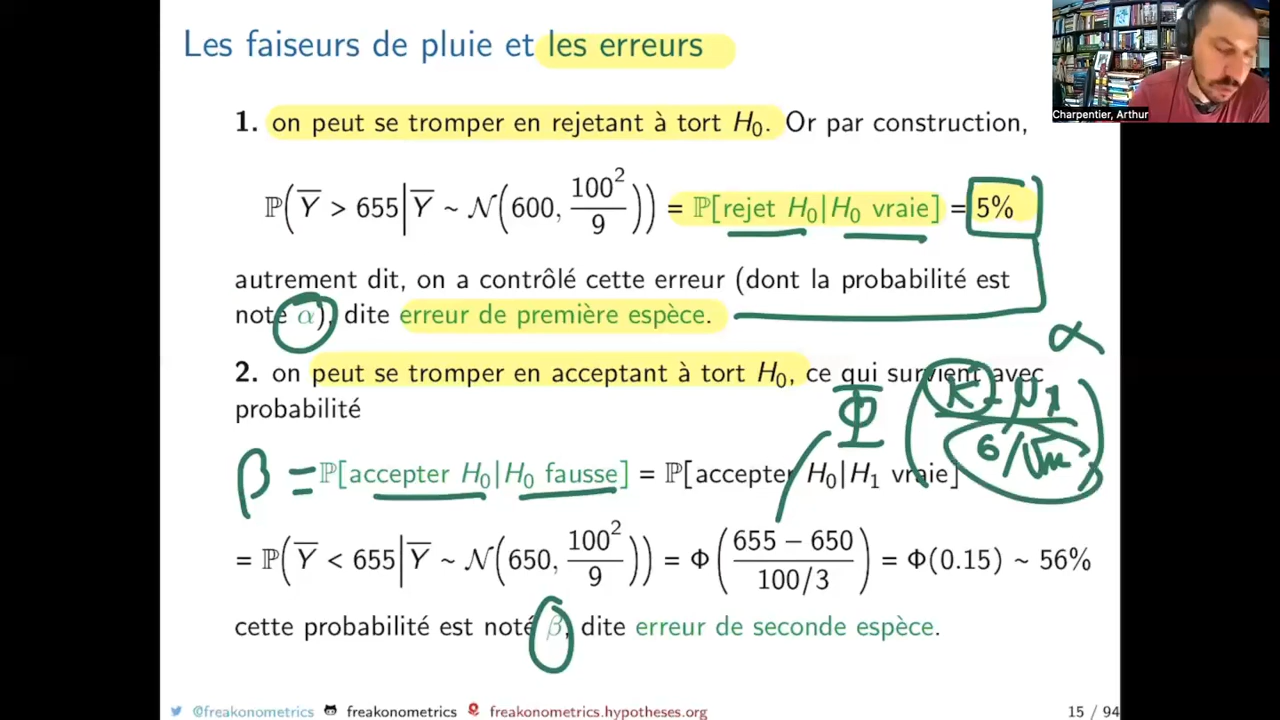 Les faiseurs de pluie et les erreurs
Charpentier, Arthur
1. on peut se tromper en rejetant à tort H₀. Or par construction,
ℙ(Y̅ > 655|Y̅ ~ 𝒩(600, 100²/9)) = ℙ[rejet H₀|H₀ vraie] = 5%
autrement dit, on a contrôlé cette erreur (dont la probabilité est
noté α), dite erreur de première espèce.
α
2. on peut se tromper en acceptant à tort H₀, ce qui survient avec
probabilité
Φ (K - μ₁ / σ/√n)
β = ℙ[accepter H₀|H₀ fausse] = ℙ[accepter H₀|H₁ vraie]
= ℙ(Y̅ < 655|Y̅ ~ 𝒩(650, 100²/9)) = Φ(655 − 650 / 100/3) = Φ(0.15) ~ 56%
cette probabilité est noté β, dite erreur de seconde espèce.
@freakonometrics freakonometrics freakonometrics.hypotheses.org 15 / 94